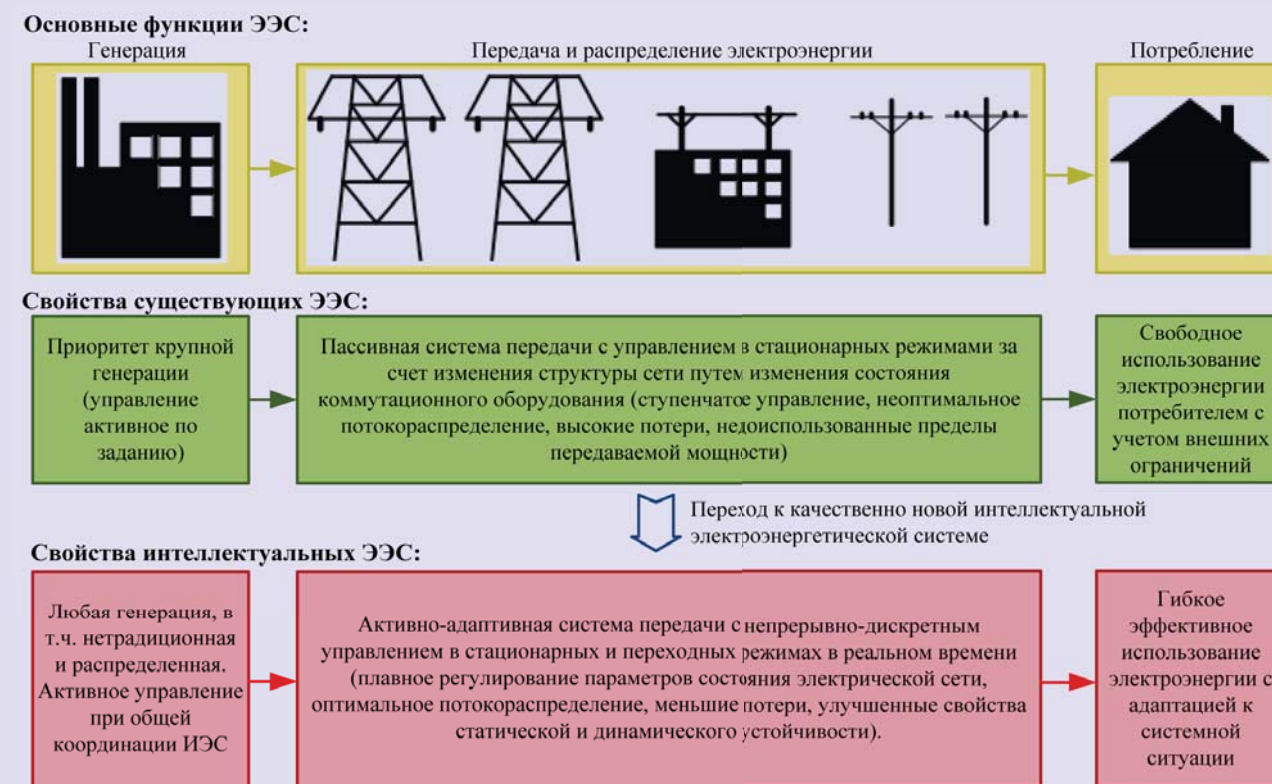 Основные функции ЭЭС:
Генерация
Передача и распределение электроэнергии
Потребление
Свойства существующих ЭЭС:
Приоритет крупной
генерации
(управление
активное по
заданию)
Пассивная система передачи с управлением в стационарных режимами за
счет изменения структуры сети путем изменения состояния
коммутационного оборудования (ступенчатое управление, неоптимальное
потокораспределение, высокие потери, недоиспользованные пределы
передаваемой мощности)
Свободное
использование
электроэнергии
потребителем с
учетом внешних
ограничений
Переход к качественно новой интеллектуальной
электроэнергетической системе
Свойства интеллектуальных ЭЭС:
Любая генерация, в
т.ч. нетрадиционная
и распределенная.
Активное управление
при общей
координации ИЭС
Активно-адаптивная система передачи с непрерывно-дискретным
управлением в стационарных и переходных режимах в реальном времени
(плавное регулирование параметров состояния электрической сети,
оптимальное потокораспределение, меньшие потери, улучшенные свойства
статической и динамического устойчивости).
Гибкое
эффективное
использование
электроэнергии с
адаптацией к
системной
ситуации